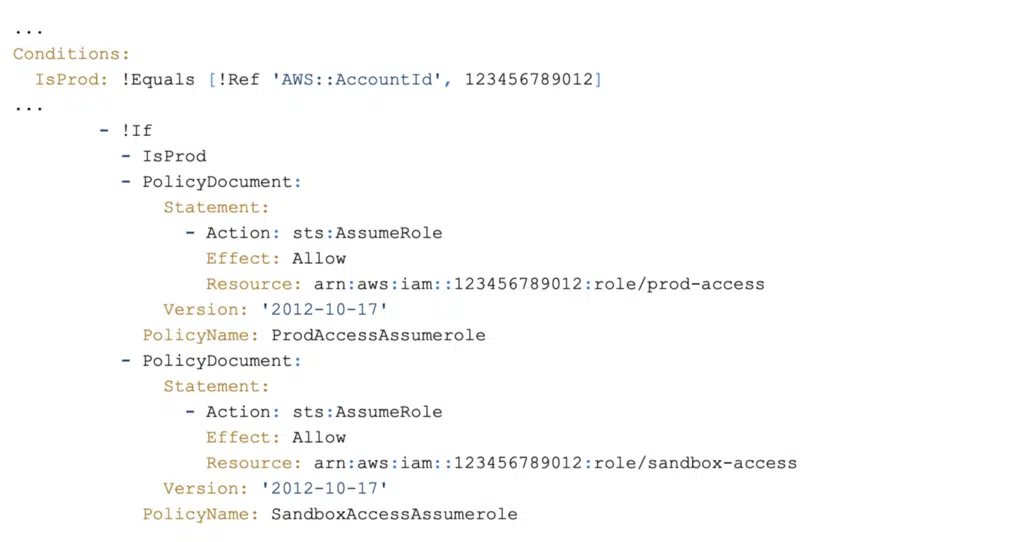 ...
Conditions:
  IsProd: !Equals [!Ref 'AWS::AccountId', 123456789012]
...
        - !If
          - IsProd
          - PolicyDocument:
              Statement:
                - Action: sts:AssumeRole
                  Effect: Allow
                  Resource: arn:aws:iam::123456789012:role/prod-access
              Version: '2012-10-17'
            PolicyName: ProdAccessAssumerole
          - PolicyDocument:
              Statement:
                - Action: sts:AssumeRole
                  Effect: Allow
                  Resource: arn:aws:iam::123456789012:role/sandbox-access
              Version: '2012-10-17'
            PolicyName: SandboxAccessAssumerole